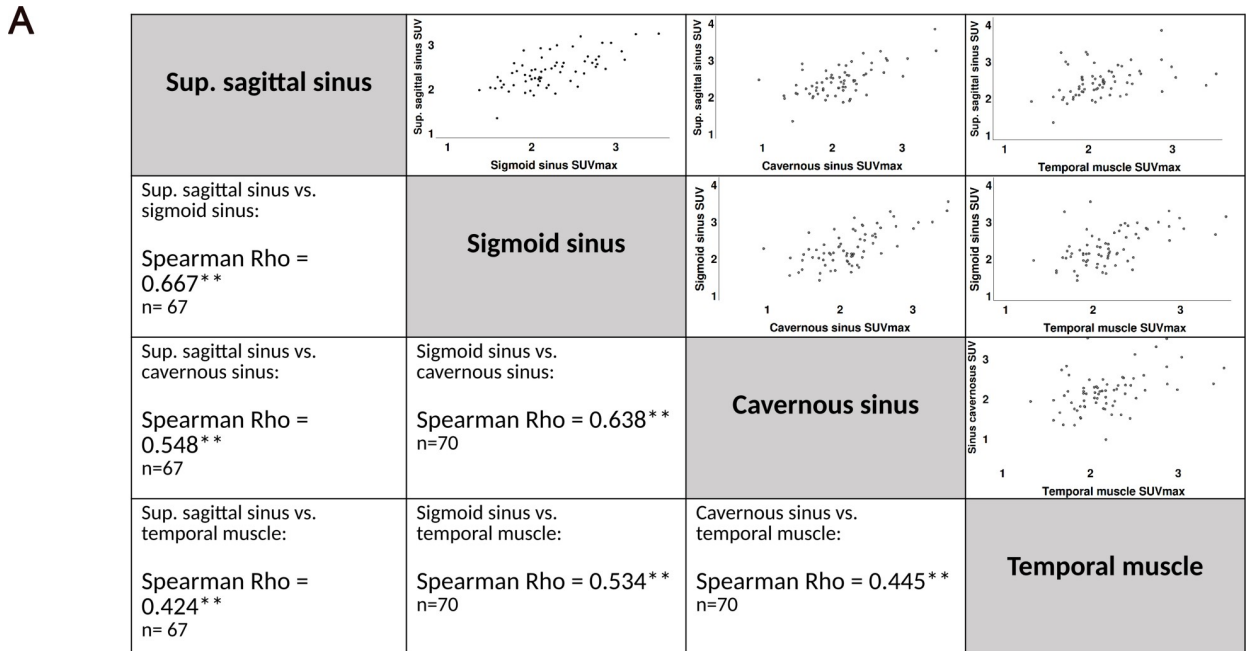 A
Sup. sagittal sinus
Sup. sagittal sinus SUV
3
2
1
1 2 3
Sigmoid sinus SUVmax
Sup. sagittal sinus SUV
4
3
2
1
1 2 3
Cavernous sinus SUVmax
Sup. sagittal sinus SUV
4
3
2
1
1 2 3
Temporal muscle SUVmax
Sup. sagittal sinus vs.
sigmoid sinus:
Spearman Rho =
0.667**
n= 67
Sigmoid sinus
Sigmoid sinus SUV
4
3
2
1
1 2 3
Cavernous sinus SUVmax
Sigmoid sinus SUV
4
3
2
1
1 2 3
Temporal muscle SUVmax
Sup. sagittal sinus vs.
cavernous sinus:
Spearman Rho =
0.548**
n=67
Sigmoid sinus vs.
cavernous sinus:
Spearman Rho = 0.638**
n=70
Cavernous sinus
Sinus cavernosus SUV
3
2
1
1 2 3
Temporal muscle SUVmax
Sup. sagittal sinus vs.
temporal muscle:
Spearman Rho =
0.424**
n= 67
Sigmoid sinus vs.
temporal muscle:
Spearman Rho = 0.534**
n=70
Cavernous sinus vs.
temporal muscle:
Spearman Rho = 0.445**
n=70
Temporal muscle